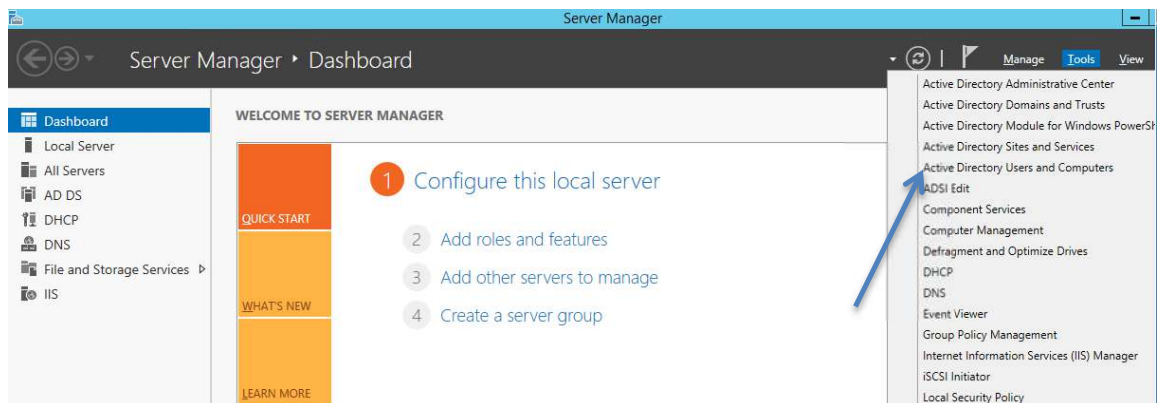 Server Manager
Server Manager • Dashboard
Manage Tools View
Dashboard
Local Server
All Servers
AD DS
DHCP
DNS
File and Storage Services
IIS
WELCOME TO SERVER MANAGER
QUICK START
WHAT'S NEW
LEARN MORE
1 Configure this local server
2 Add roles and features
3 Add other servers to manage
4 Create a server group
Active Directory Administrative Center
Active Directory Domains and Trusts
Active Directory Module for Windows PowerSh
Active Directory Sites and Services
Active Directory Users and Computers
ADSI Edit
Component Services
Computer Management
Defragment and Optimize Drives
DHCP
DNS
Event Viewer
Group Policy Management
Internet Information Services (IIS) Manager
iSCSI Initiator
Local Security Policy